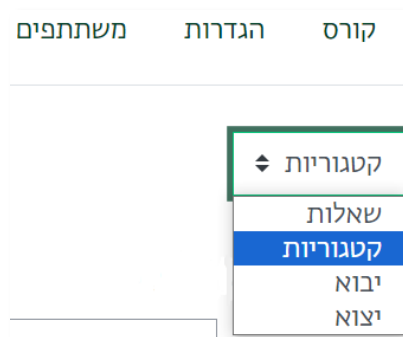 קורס הגדרות משתתפים
קטגוריות
שאלות
קטגוריות
יבוא
יצוא